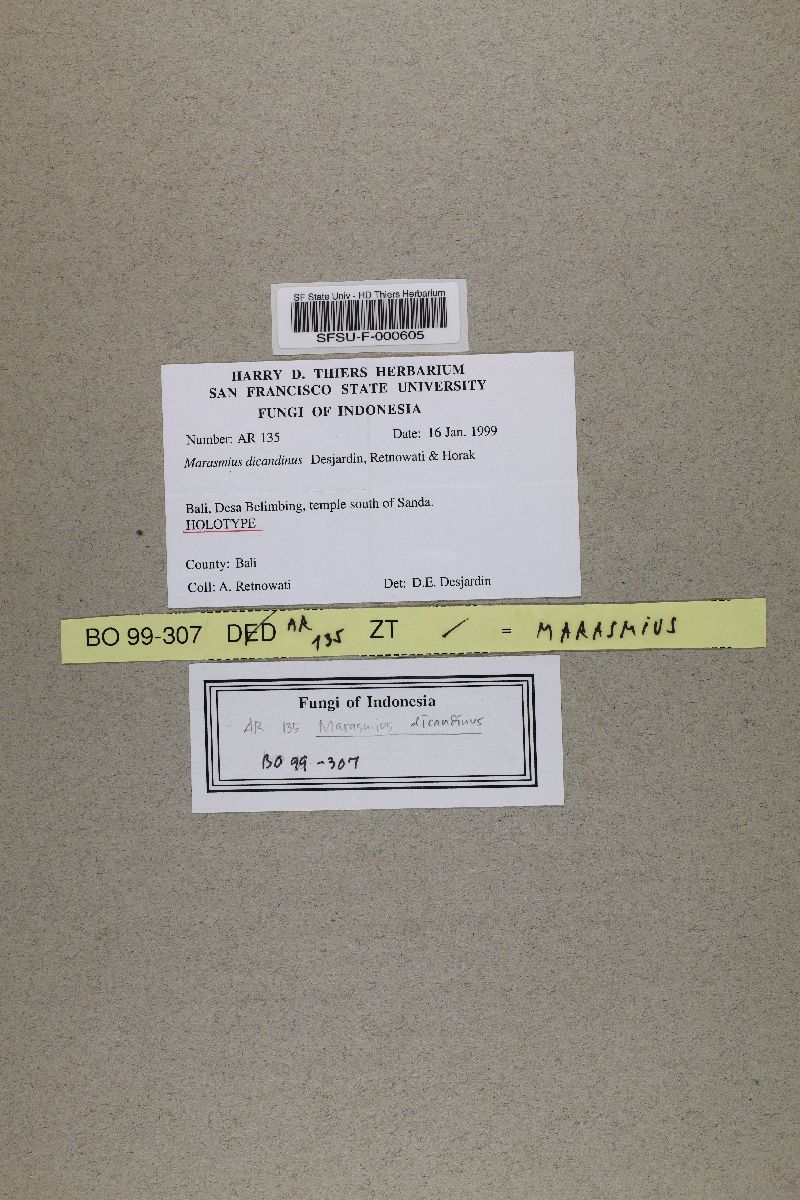 SF State Univ - HD Thiers Herbarium
SFSU-F-000605
HARRY D. THIERS HERBARIUM
SAN FRANCISCO STATE UNIVERSITY
FUNGI OF INDONESIA
Number: AR 135 Date: 16 Jan. 1999
Marasmius dicandinus Desjardin, Retnowati & Horak
Bali, Desa Belimbing, temple south of Sanda.
HOLOTYPE
County: Bali
Coll: A. Retnowati Det: D.E. Desjardin
BO 99-307 DED AR 135 ZT ✓ = MARASMIUS
Fungi of Indonesia
AR 135 Marasmius dicandinus
BO 99-307